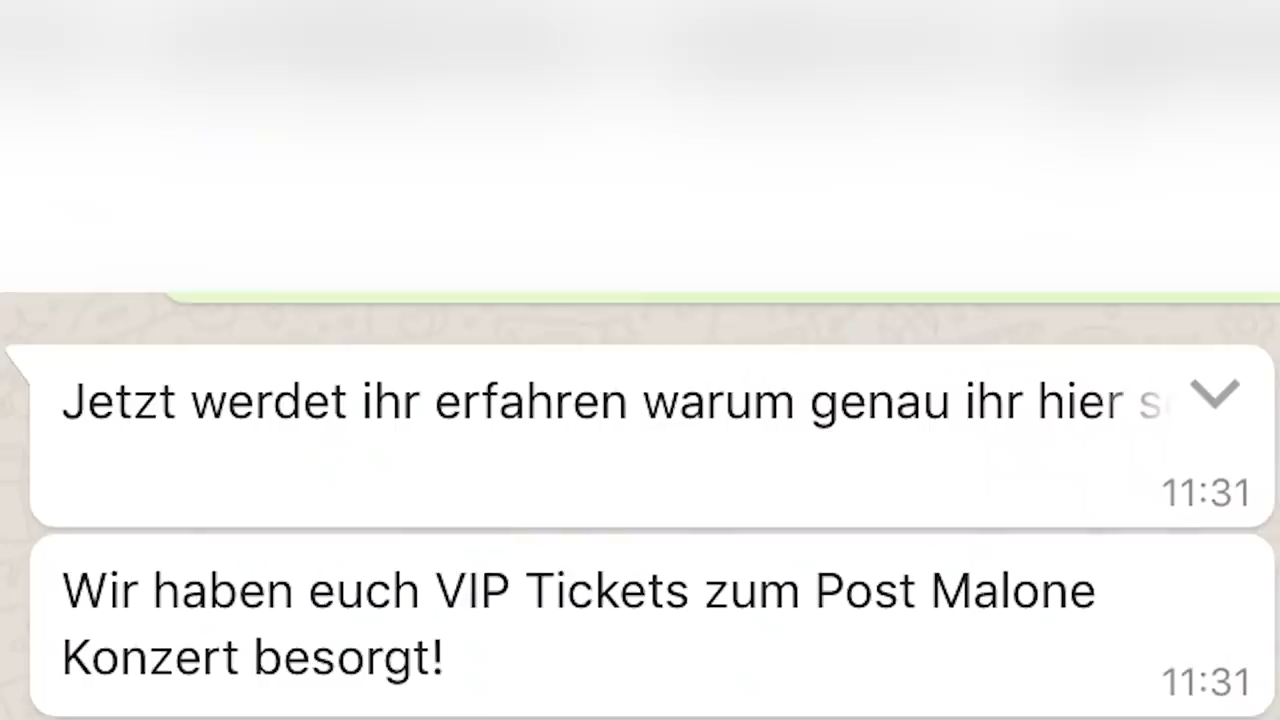 Jetzt werdet ihr erfahren warum genau ihr hier
11:31
Wir haben euch VIP Tickets zum Post Malone
Konzert besorgt!
11:31